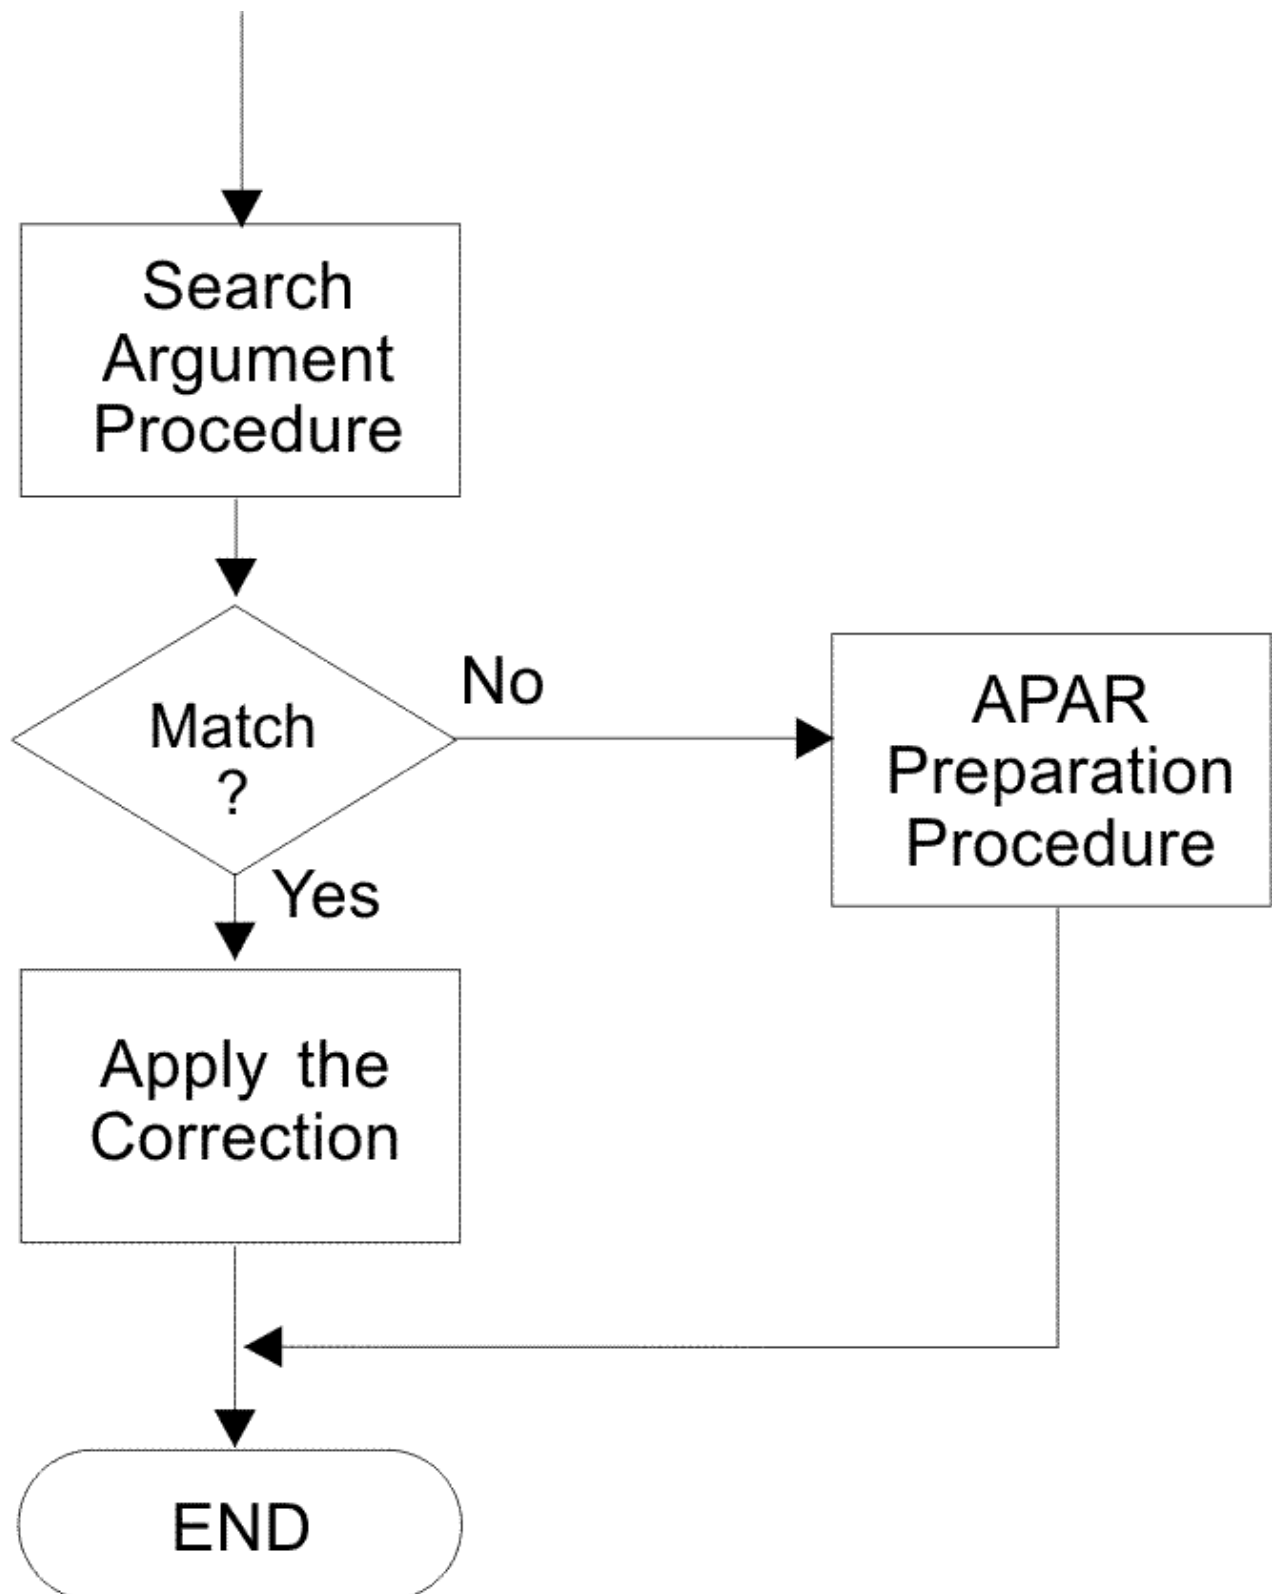 Search
Argument
Procedure
Match
?
No
APAR
Preparation
Procedure
Yes
Apply the
Correction
END